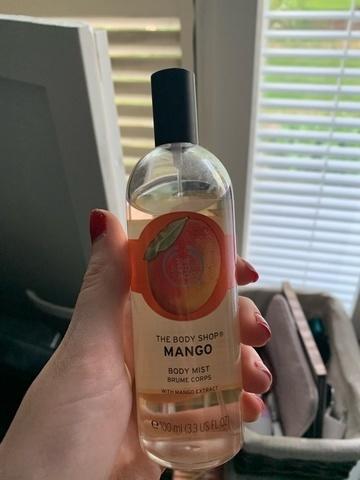 THE BODY SHOP®
MANGO
BODY MIST
BRUME CORPS
WITH MANGO EXTRACT
℮100 ml (3.3 US FL OZ)